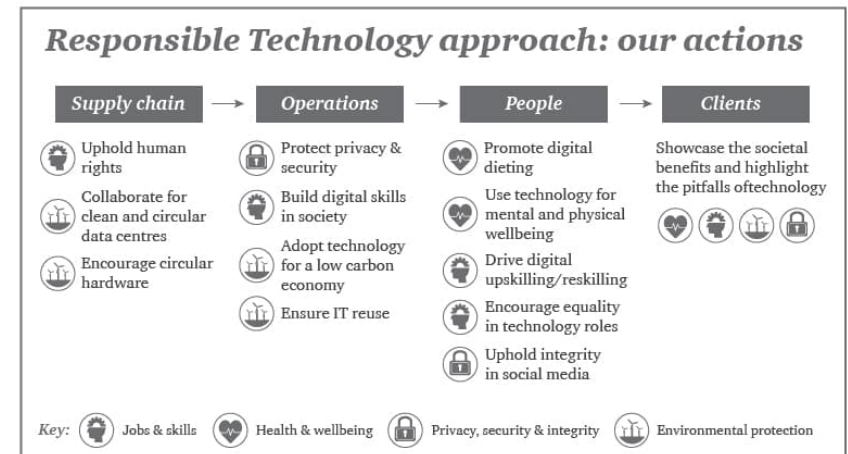 Responsible Technology approach: our actions
Supply chain
Uphold human
rights
Collaborate for
clean and circular
data centres
Encourage circular
hardware
Operations
Protect privacy &
security
Build digital skills
in society
Adopt technology
for a low carbon
economy
Ensure IT reuse
People
Promote digital
dieting
Use technology for
mental and physical
wellbeing
Drive digital
upskilling/reskilling
Encourage equality
in technology roles
Uphold integrity
in social media
Clients
Showcase the societal
benefits and highlight
the pitfalls oftechnology
Key: Jobs & skills Health & wellbeing Privacy, security & integrity Environmental protection